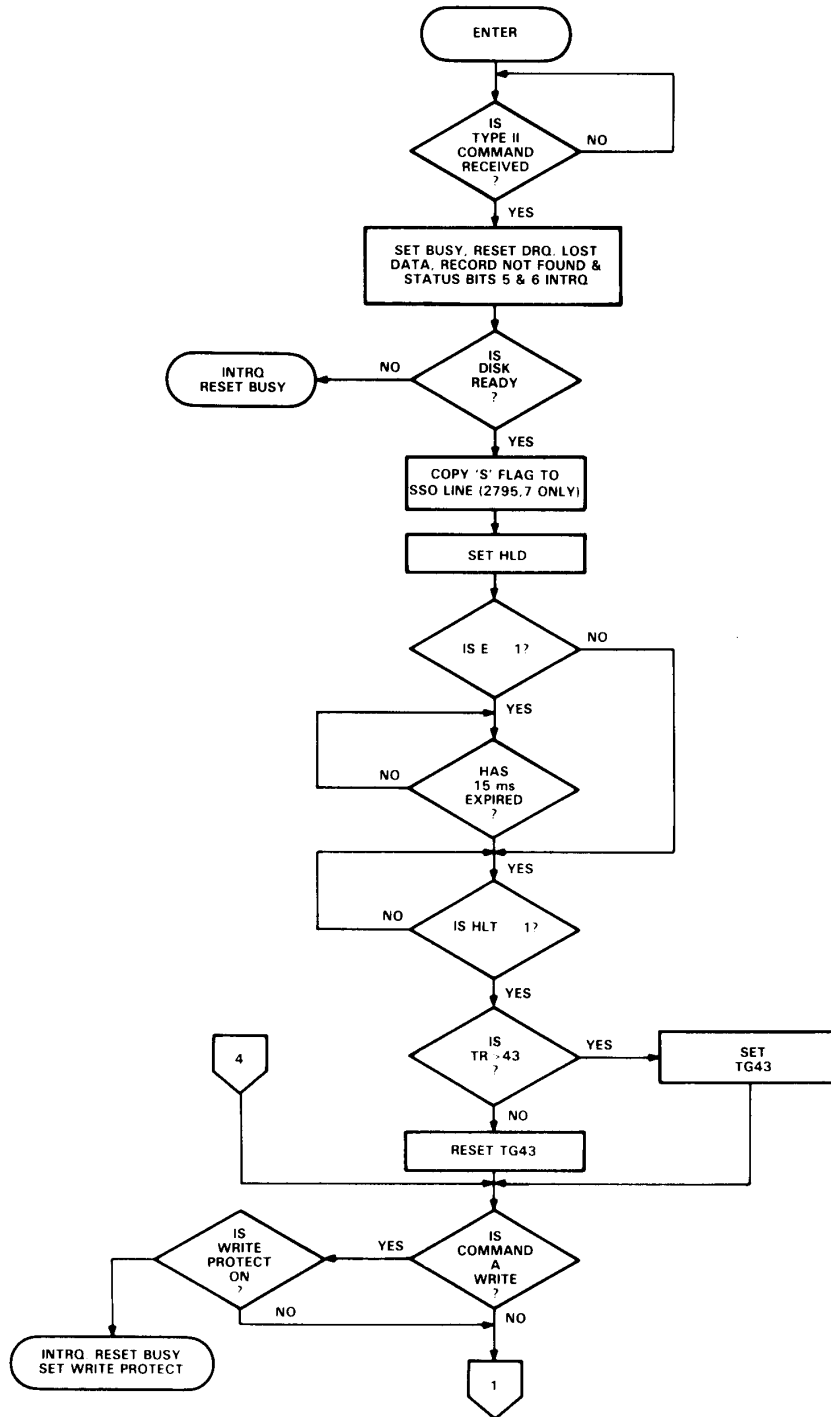 ENTER
IS
TYPE II
COMMAND
RECEIVED
?
NO
YES
SET BUSY, RESET DRQ. LOST
DATA, RECORD NOT FOUND &
STATUS BITS 5 & 6 INTRQ
IS
DISK
READY
?
NO
INTRQ
RESET BUSY
YES
COPY 'S' FLAG TO
SSO LINE (2795,7 ONLY)
SET HLD
IS E 1?
NO
YES
HAS
15 ms
EXPIRED
?
NO
YES
IS HLT 1?
NO
YES
4
IS
TR >43
?
YES
SET
TG43
NO
RESET TG43
IS
WRITE
PROTECT
ON
?
YES
IS
COMMAND
A
WRITE
?
NO
NO
INTRQ. RESET BUSY
SET WRITE PROTECT
1